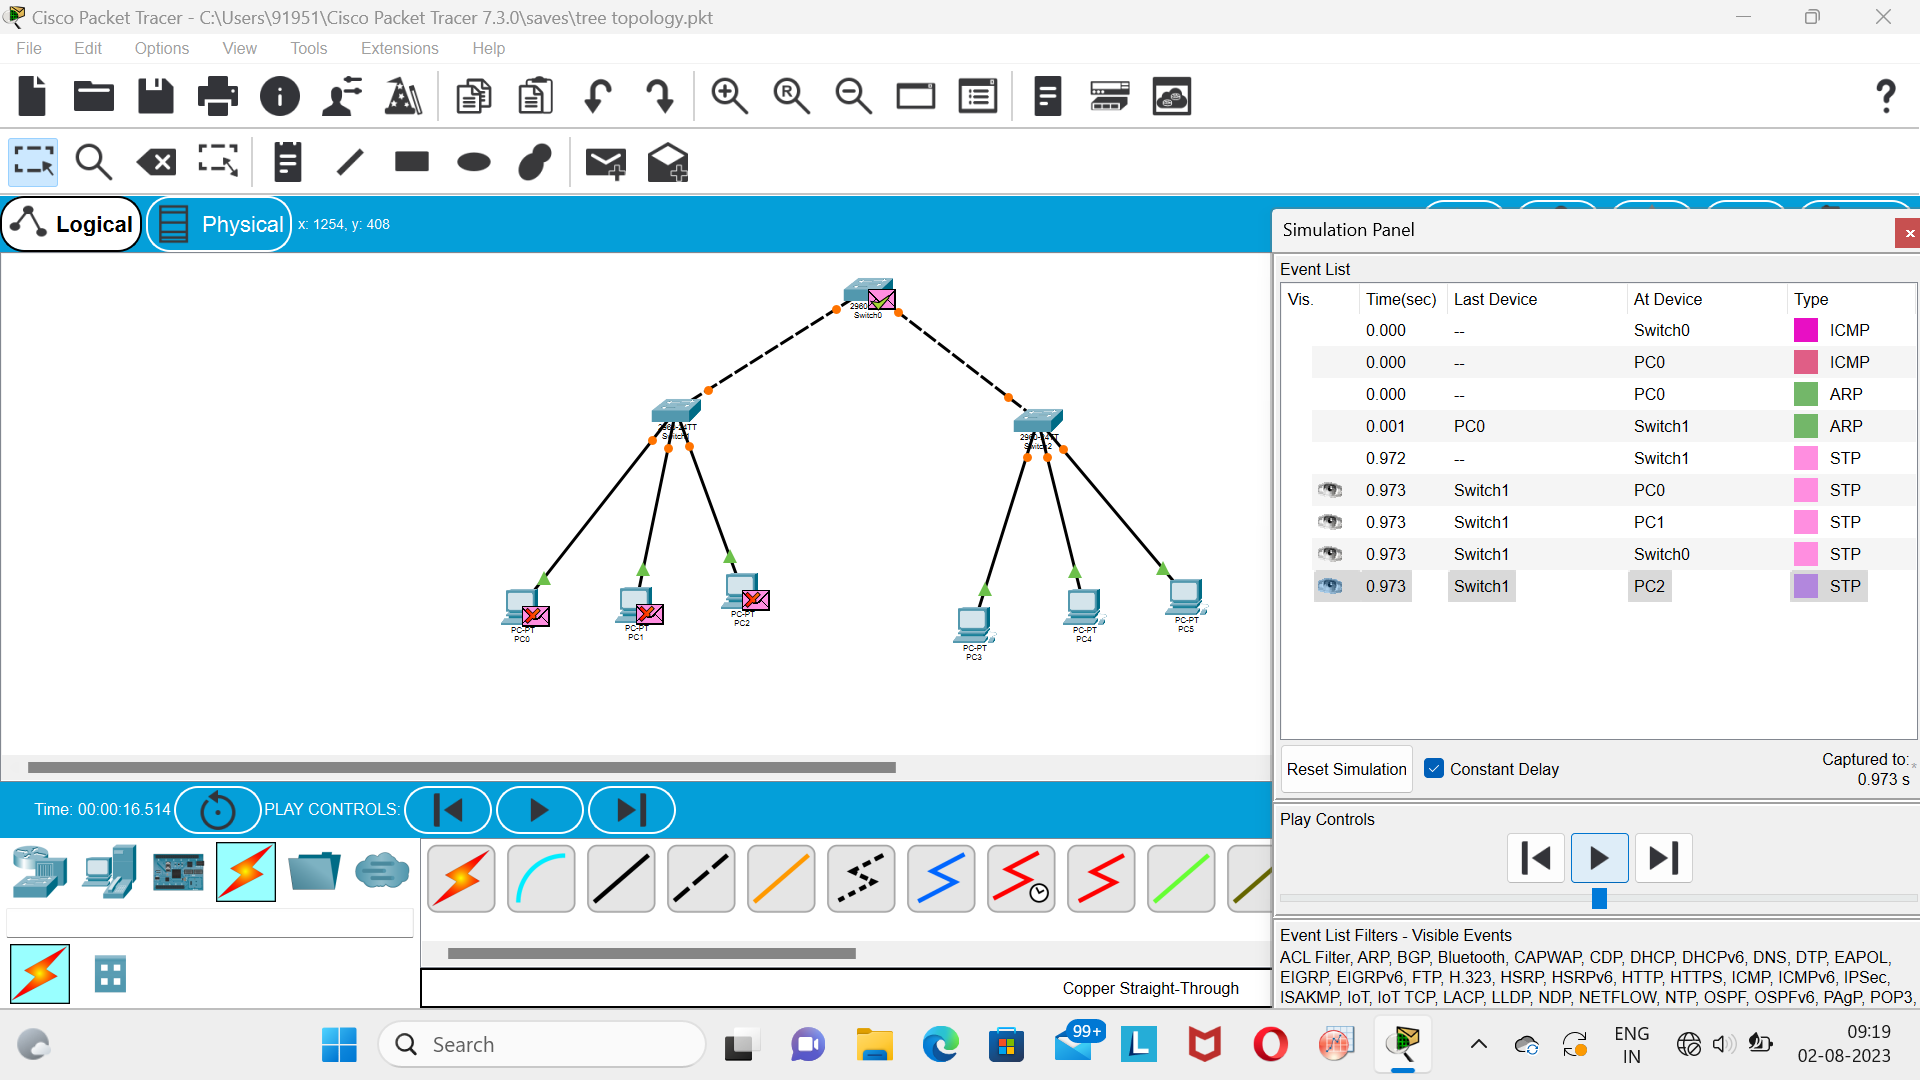 Cisco Packet Tracer - C:\Users\91951\Cisco Packet Tracer 7.3.0\saves\tree topology.pkt
File Edit Options View Tools Extensions Help
Logical Physical x: 1254, y: 408
Simulation Panel
Event List
Vis. Time(sec) Last Device At Device Type
0.000 -- Switch0 ICMP
0.000 -- PC0 ICMP
0.000 -- PC0 ARP
0.001 PC0 Switch1 ARP
0.972 -- Switch1 STP
0.973 Switch1 PC0 STP
0.973 Switch1 PC1 STP
0.973 Switch1 Switch0 STP
0.973 Switch1 PC2 STP
Switch0
2960-24TT
Switch1
2960-24TT
Switch2
PC-PT
PC0
PC-PT
PC1
PC-PT
PC2
PC-PT
PC3
PC-PT
PC4
PC-PT
PC5
Reset Simulation Constant Delay Captured to:
0.973 s
Time: 00:00:16.514 PLAY CONTROLS:
Play Controls
Event List Filters - Visible Events
ACL Filter, ARP, BGP, Bluetooth, CAPWAP, CDP, DHCP, DHCPv6, DNS, DTP, EAPOL,
EIGRP, EIGRPv6, FTP, H.323, HSRP, HSRPv6, HTTP, HTTPS, ICMP, ICMPv6, IPSec,
ISAKMP, IoT, IoT TCP, LACP, LLDP, NDP, NETFLOW, NTP, OSPF, OSPFv6, PAgP, POP3,
Copper Straight-Through
Search
99+
ENG
IN
09:19
02-08-2023